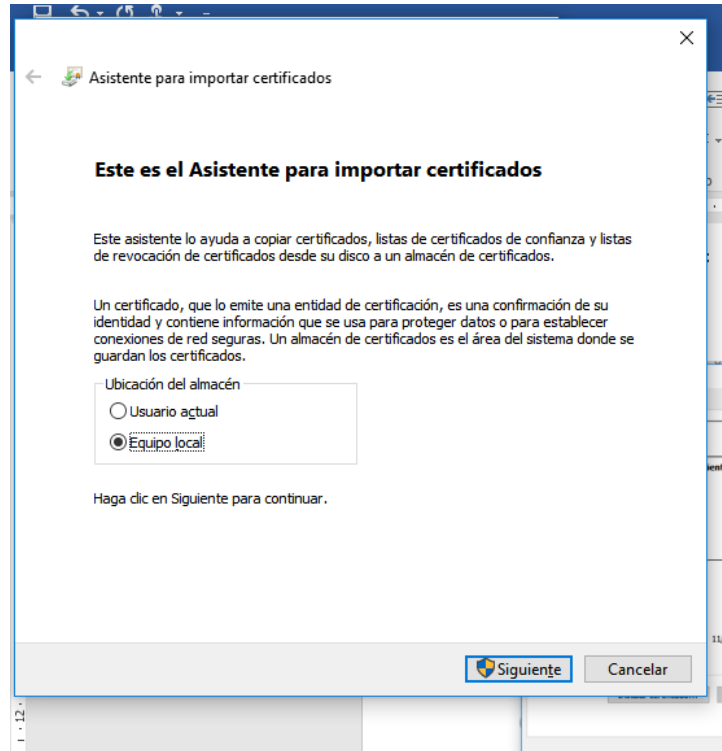 Asistente para importar certificados
Este es el Asistente para importar certificados
Este asistente lo ayuda a copiar certificados, listas de certificados de confianza y listas
de revocación de certificados desde su disco a un almacén de certificados.
Un certificado, que lo emite una entidad de certificación, es una confirmación de su
identidad y contiene información que se usa para proteger datos o para establecer
conexiones de red seguras. Un almacén de certificados es el área del sistema donde se
guardan los certificados.
Ubicación del almacén
Usuario actual
Equipo local
Haga clic en Siguiente para continuar.
Siguiente
Cancelar
11/
12